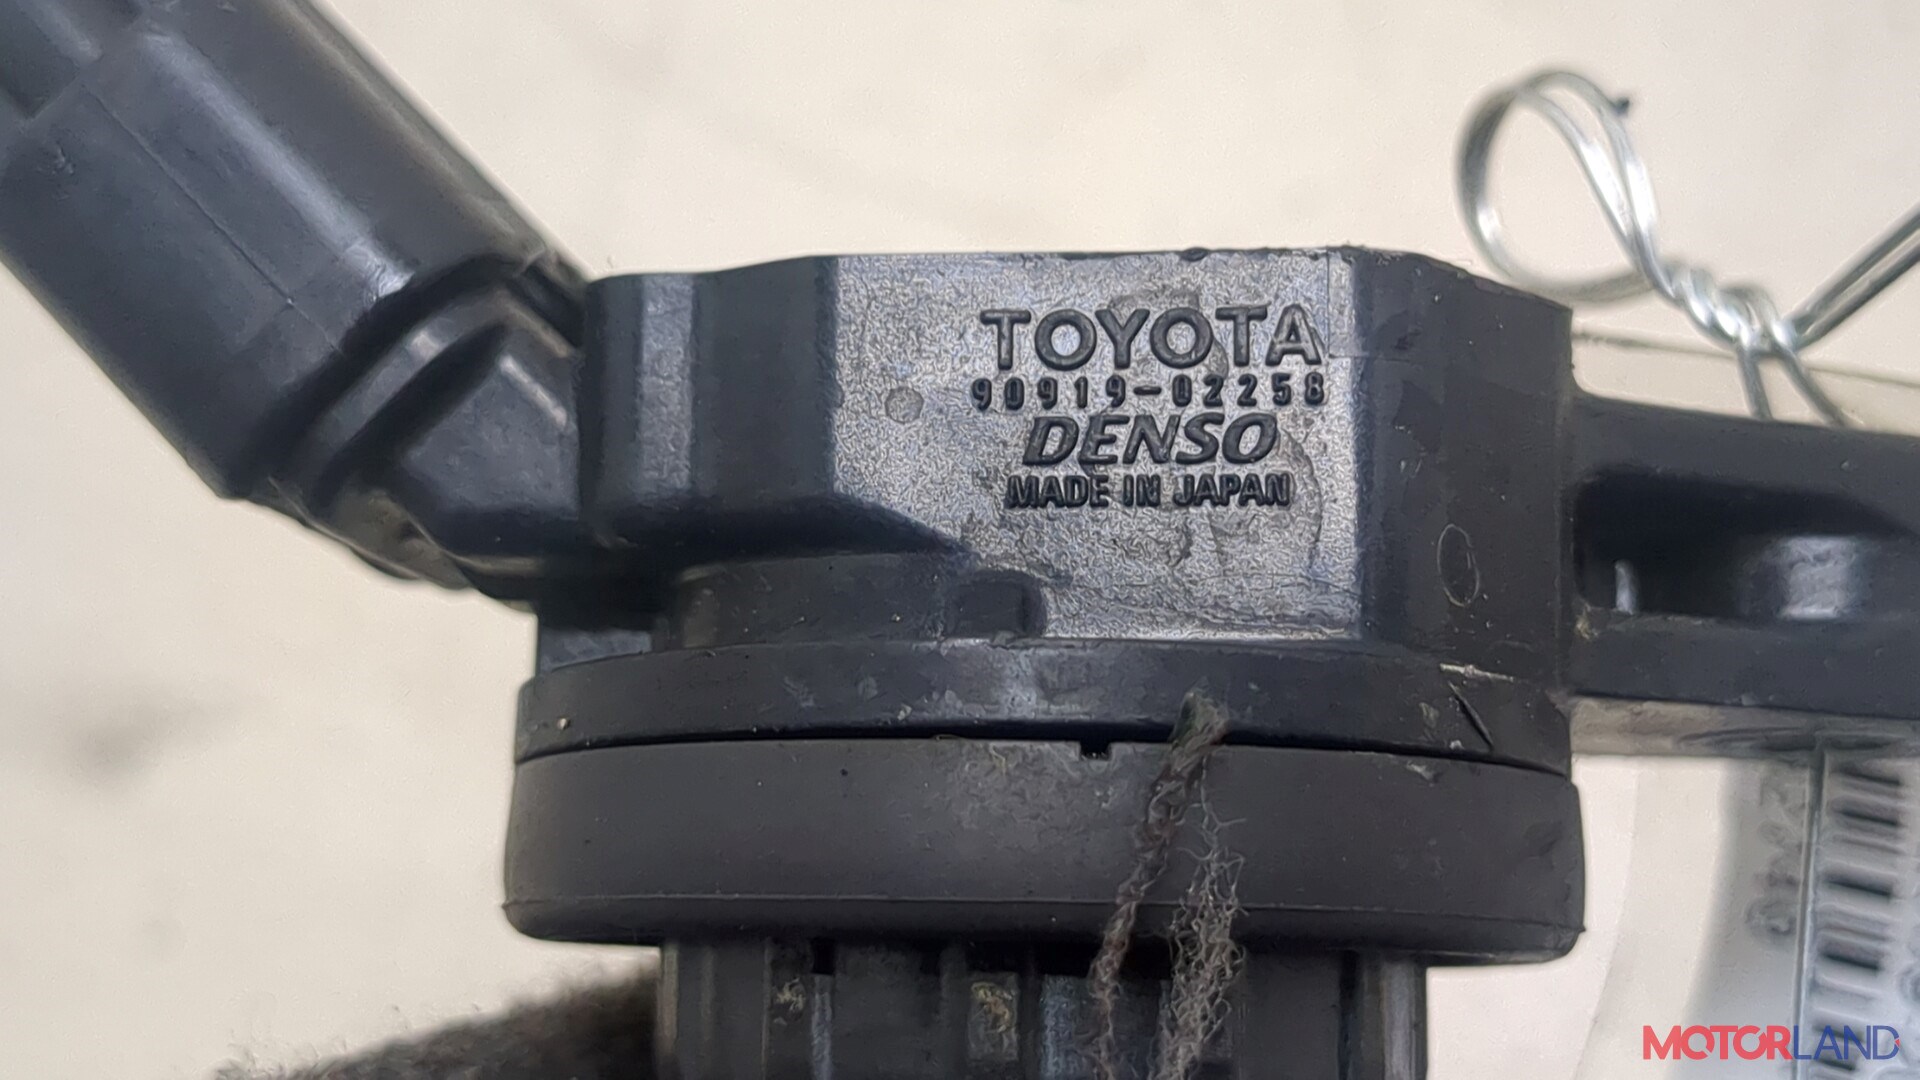 TOYOTA
90919-02258
DENSO
MADE IN JAPAN
MOTORLAND